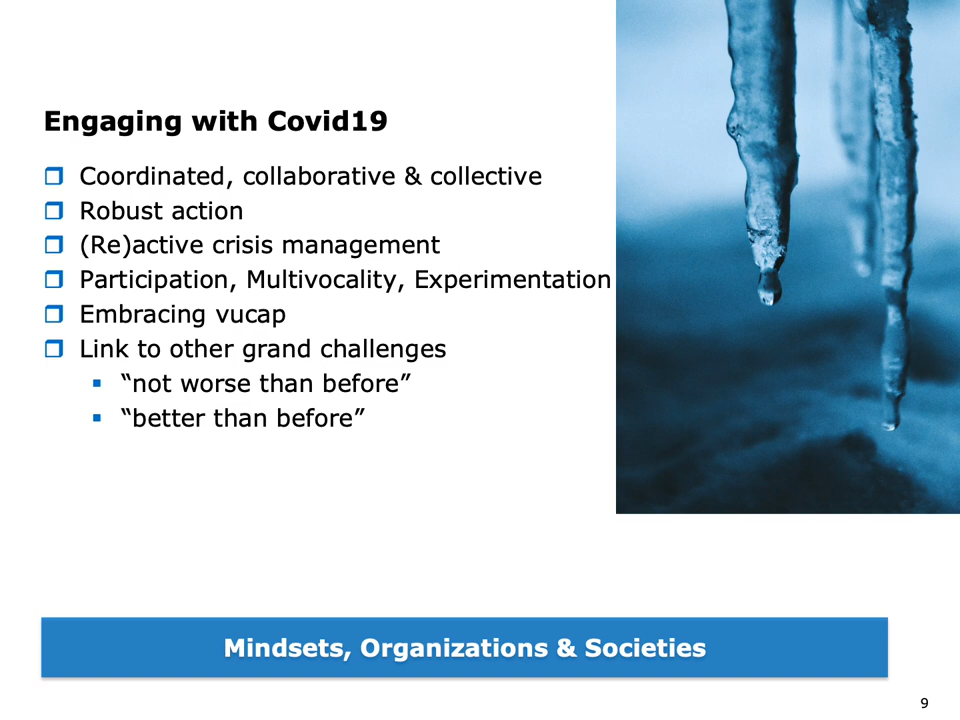 Engaging with Covid19
Coordinated, collaborative & collective
Robust action
(Re)active crisis management
Participation, Multivocality, Experimentation
Embracing vucap
Link to other grand challenges
“not worse than before”
“better than before”
Mindsets, Organizations & Societies
9